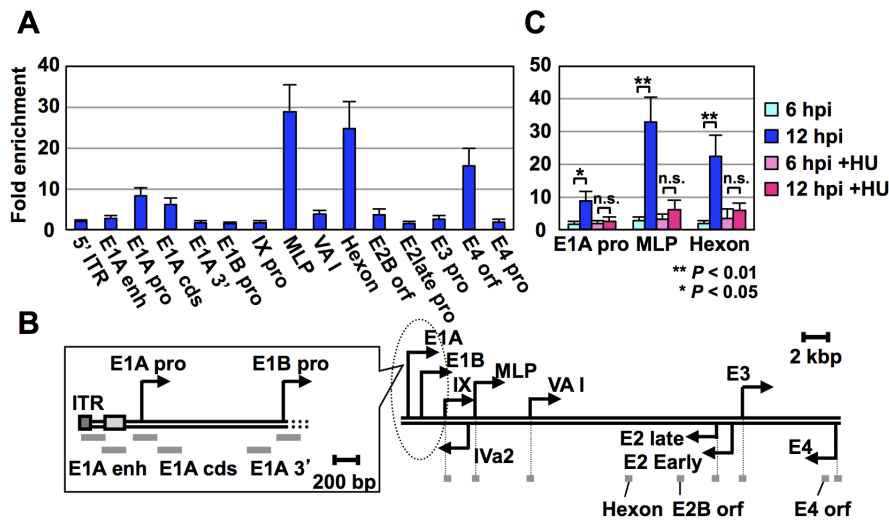 A
Fold enrichment
40
30
20
10
0
5' ITR
E1A enh
E1A pro
E1A cds
E1A 3'
E1B pro
IX pro
MLP
VA I
Hexon
E2B orf
E2late pro
E3 pro
E4 orf
E4 pro
C
50
40
30
20
10
0
*
n.s.
**
n.s.
**
n.s.
E1A pro
MLP
Hexon
6 hpi
12 hpi
6 hpi +HU
12 hpi +HU
** P < 0.01
* P < 0.05
B
E1A pro
E1B pro
ITR
E1A enh
E1A cds
E1A 3'
200 bp
E1A
E1B
IX
MLP
VA I
E3
2 kbp
IVa2
E2 late
E2 Early
E4
Hexon
E2B orf
E4 orf